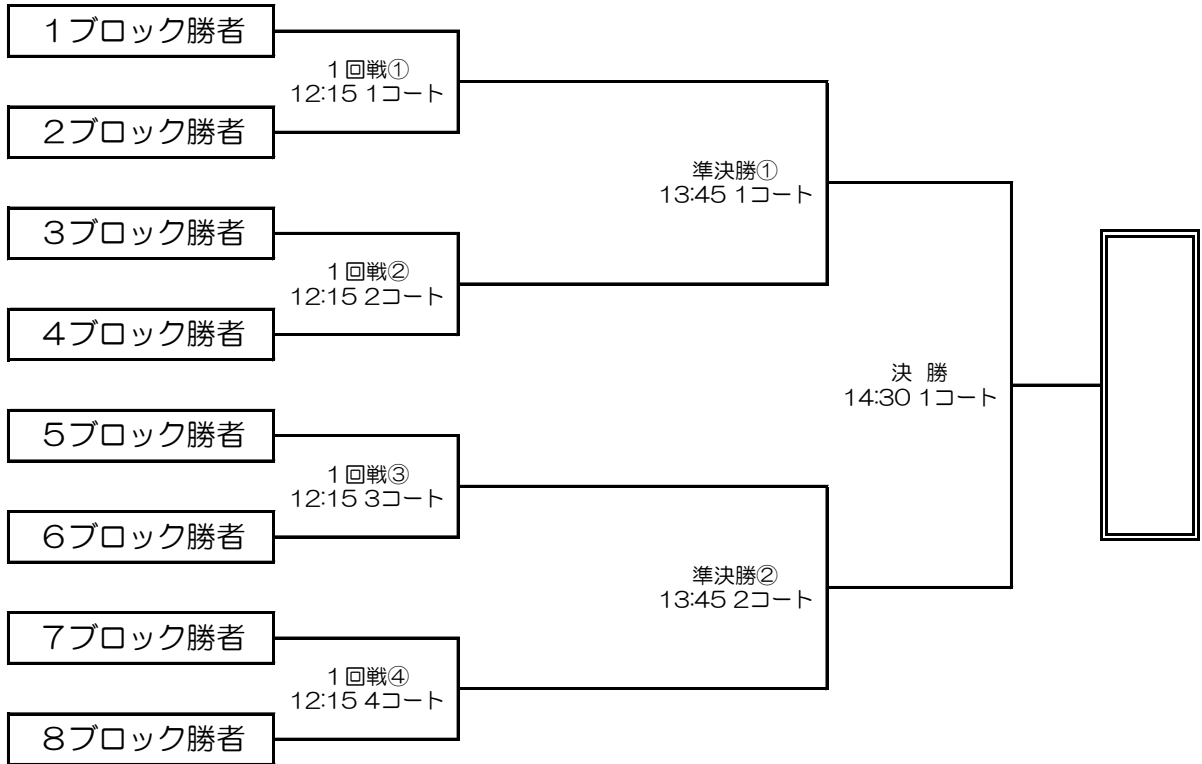 １ブロック勝者
１回戦①
12:15 1コート
２ブロック勝者
準決勝①
13:45 1コート
３ブロック勝者
１回戦②
12:15 2コート
４ブロック勝者
決 勝
14:30 1コート
５ブロック勝者
１回戦③
12:15 3コート
６ブロック勝者
準決勝②
13:45 2コート
７ブロック勝者
１回戦④
12:15 4コート
８ブロック勝者